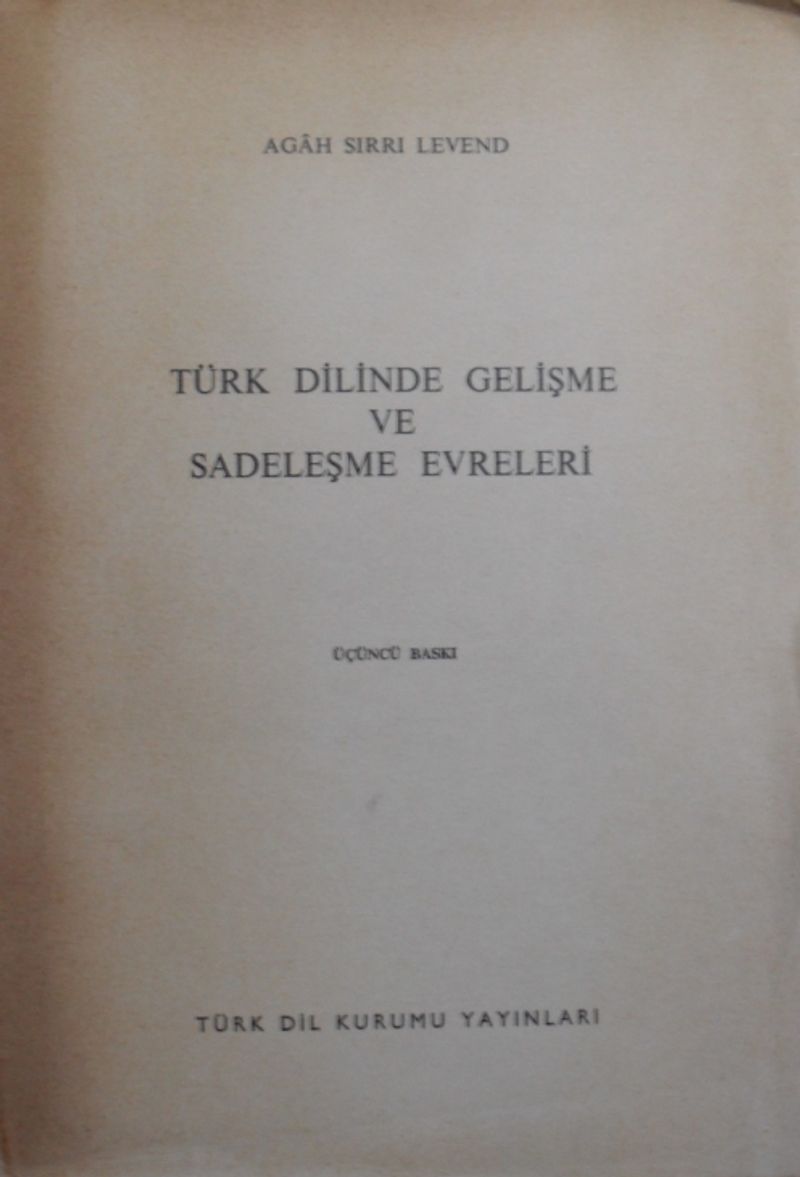 AGÂH SIRRI LEVEND
TÜRK DİLİNDE GELİŞME
VE
SADELEŞME EVRELERİ
ÜÇÜNCÜ BASKI
TÜRK DİL KURUMU YAYINLARI